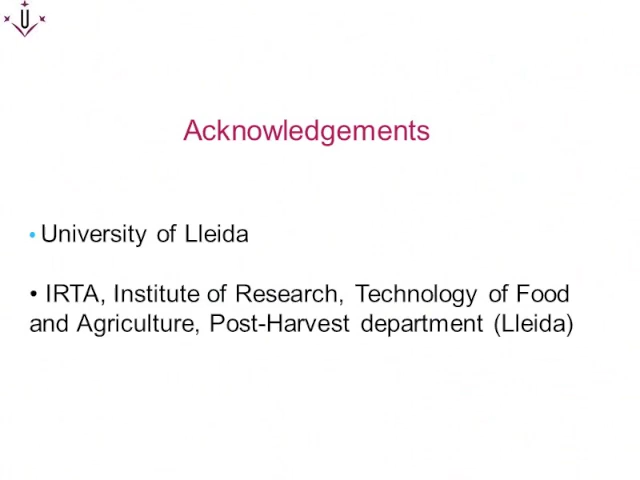 U
Acknowledgements
• University of Lleida
• IRTA, Institute of Research, Technology of Food
and Agriculture, Post-Harvest department (Lleida)